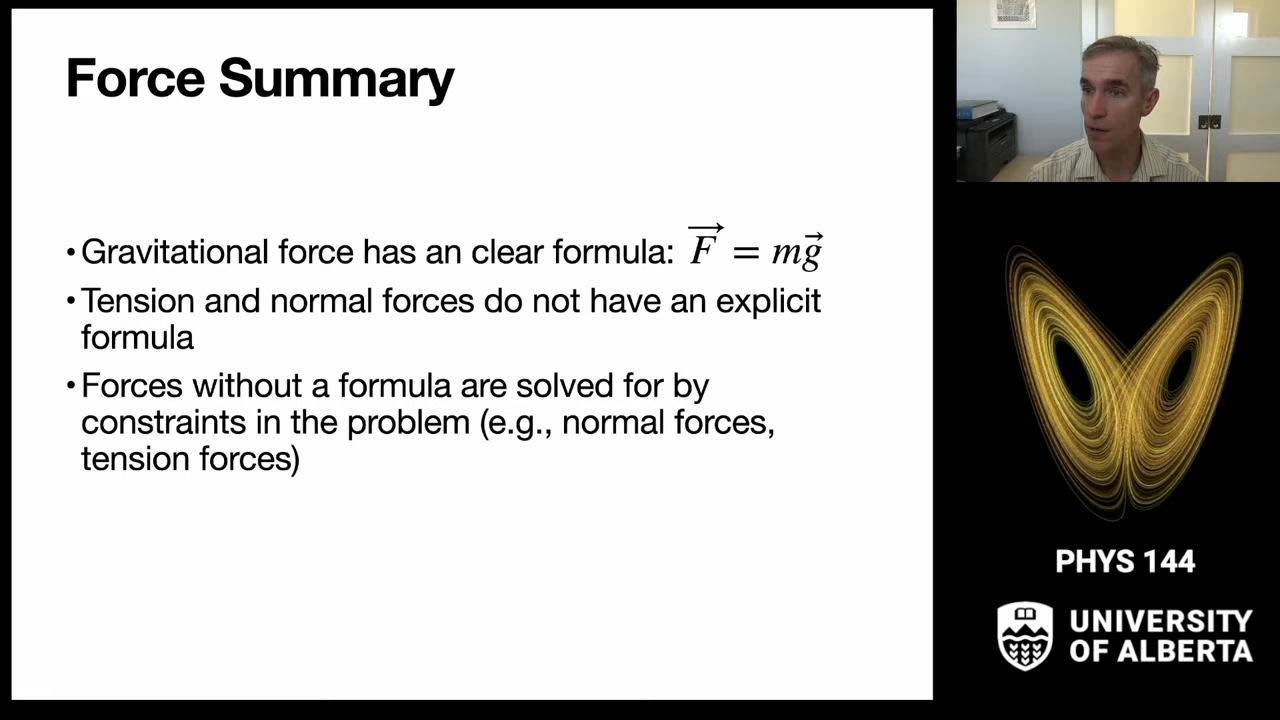 Force Summary
• Gravitational force has an clear formula: $\overrightarrow{F} = m\vec{g}$
• Tension and normal forces do not have an explicit
formula
• Forces without a formula are solved for by
constraints in the problem (e.g., normal forces,
tension forces)
PHYS 144
UNIVERSITY
OF ALBERTA